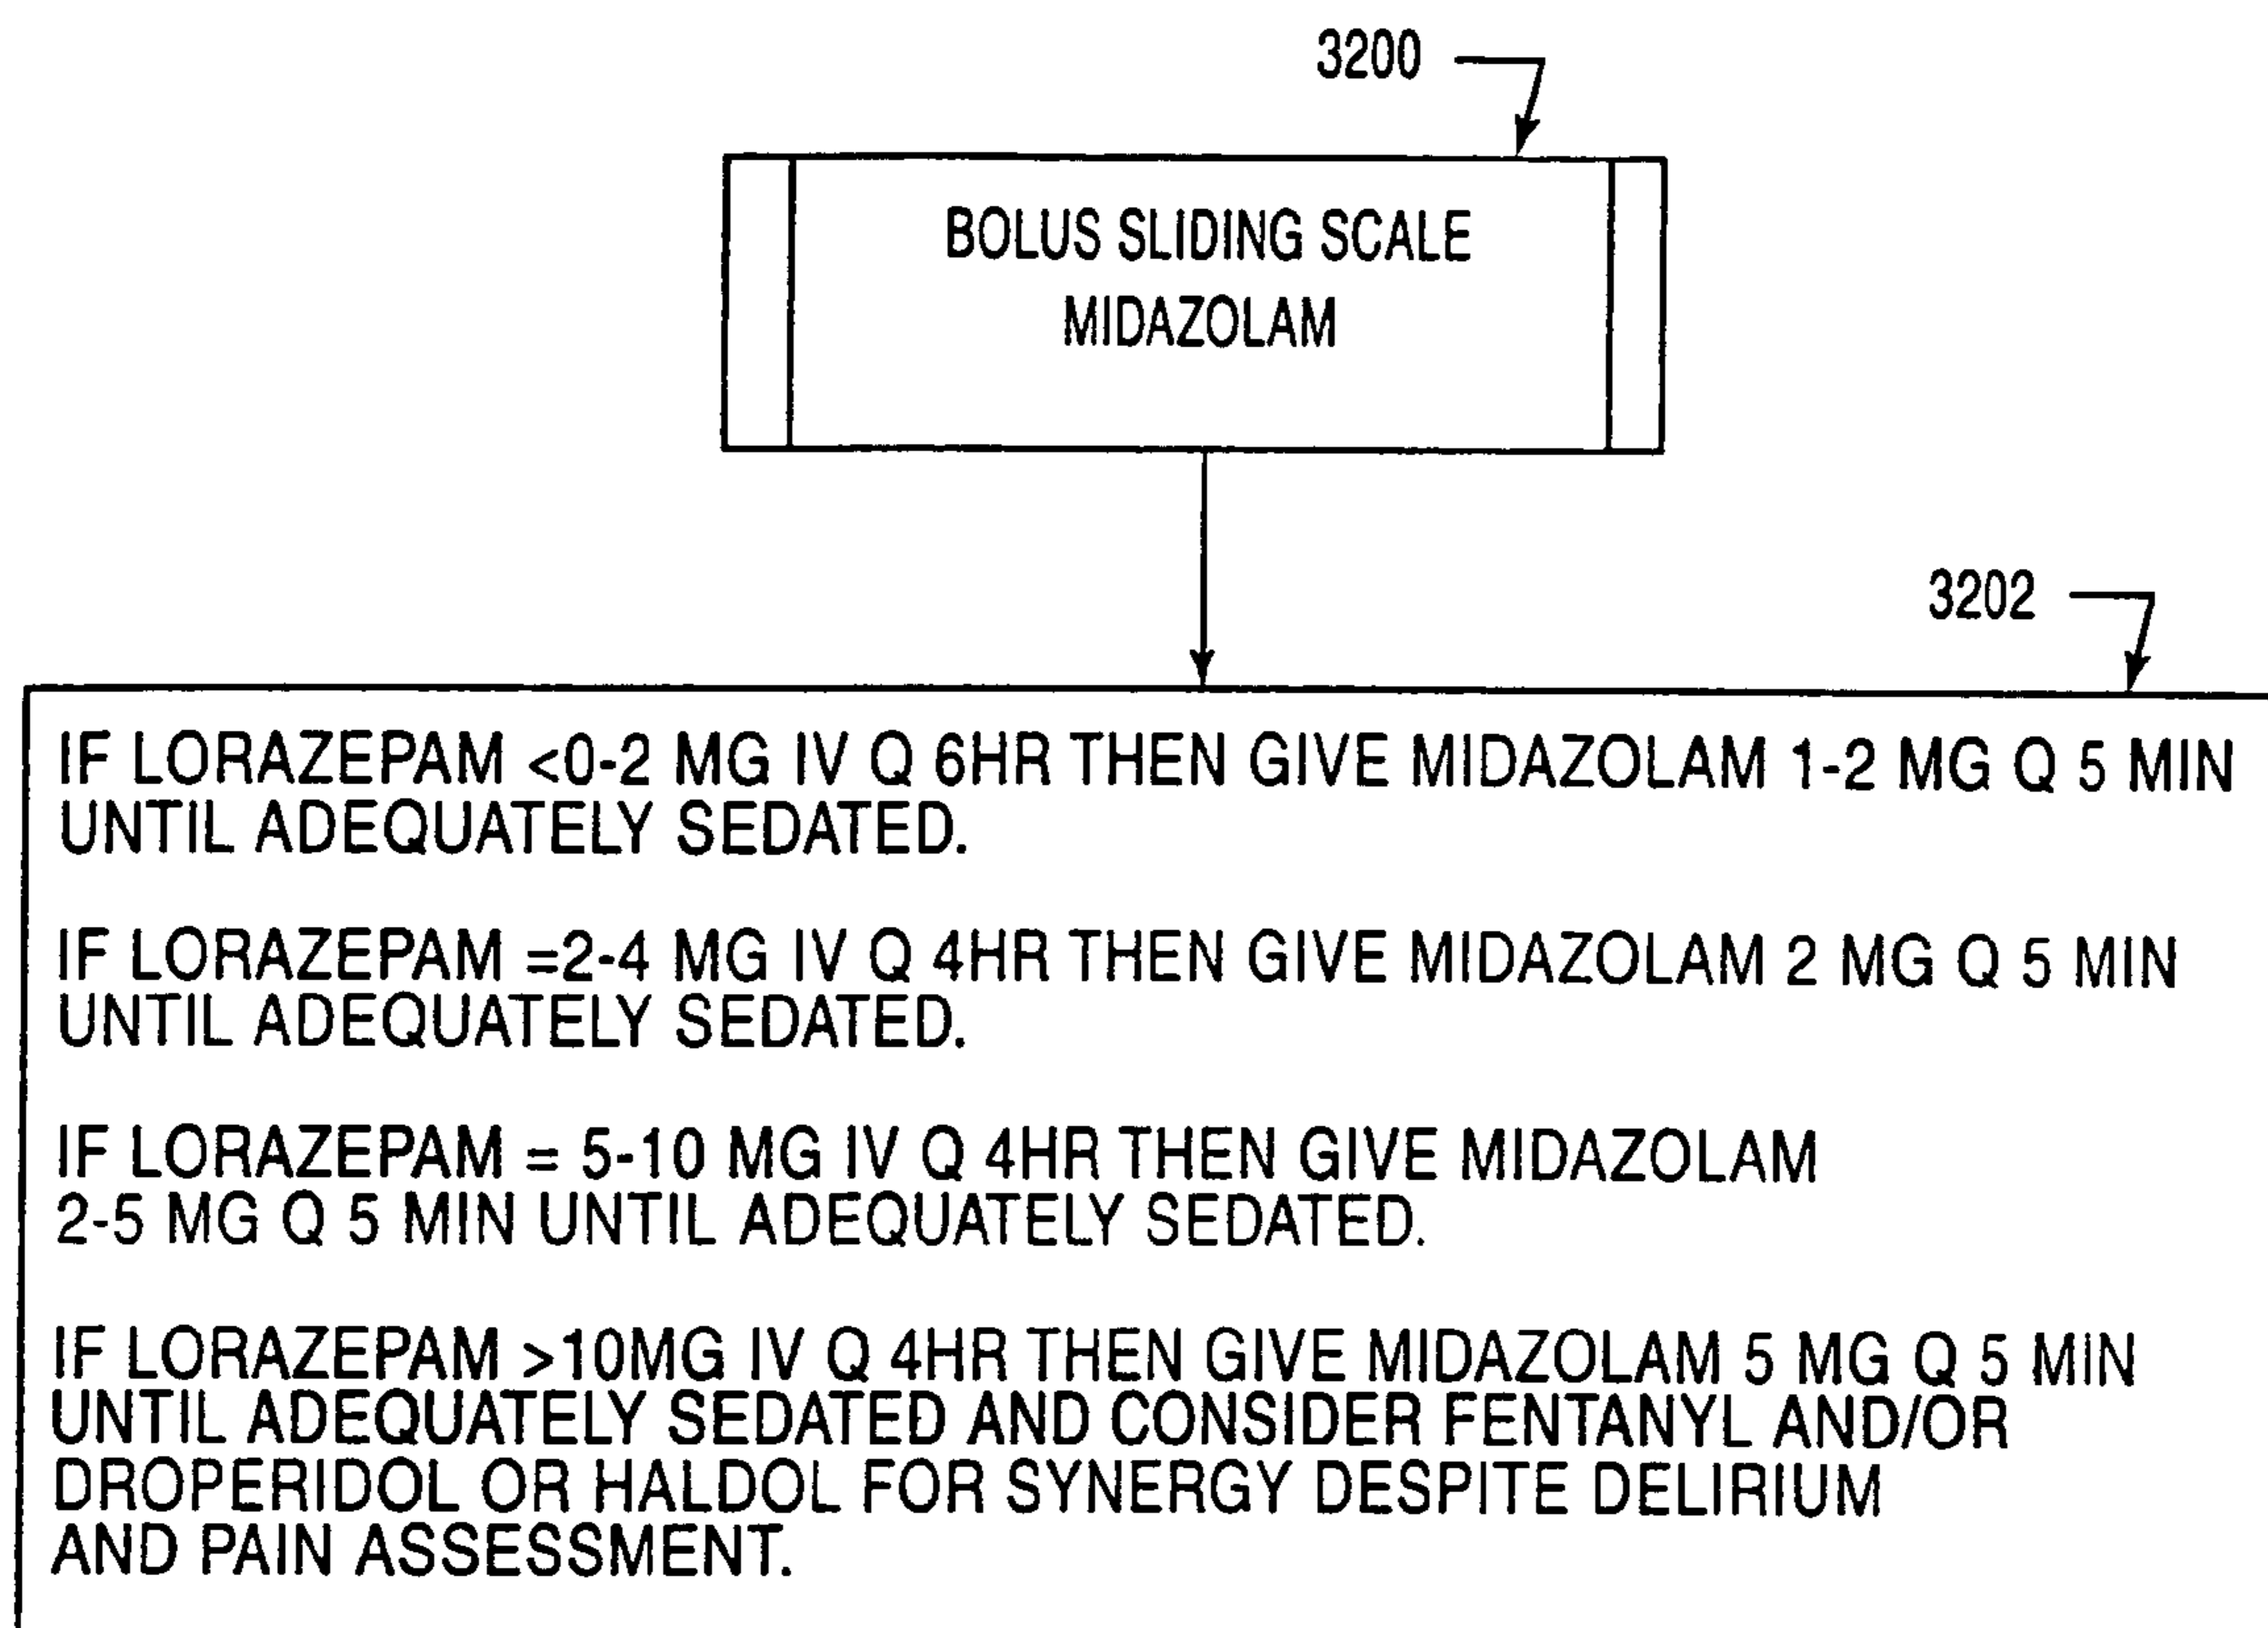 3200
BOLUS SLIDING SCALE
MIDAZOLAM
3202
IF LORAZEPAM <0-2 MG IV Q 6HR THEN GIVE MIDAZOLAM 1-2 MG Q 5 MIN
UNTIL ADEQUATELY SEDATED.
IF LORAZEPAM =2-4 MG IV Q 4HR THEN GIVE MIDAZOLAM 2 MG Q 5 MIN
UNTIL ADEQUATELY SEDATED.
IF LORAZEPAM = 5-10 MG IV Q 4HR THEN GIVE MIDAZOLAM
2-5 MG Q 5 MIN UNTIL ADEQUATELY SEDATED.
IF LORAZEPAM >10MG IV Q 4HR THEN GIVE MIDAZOLAM 5 MG Q 5 MIN
UNTIL ADEQUATELY SEDATED AND CONSIDER FENTANYL AND/OR
DROPERIDOL OR HALDOL FOR SYNERGY DESPITE DELIRIUM
AND PAIN ASSESSMENT.